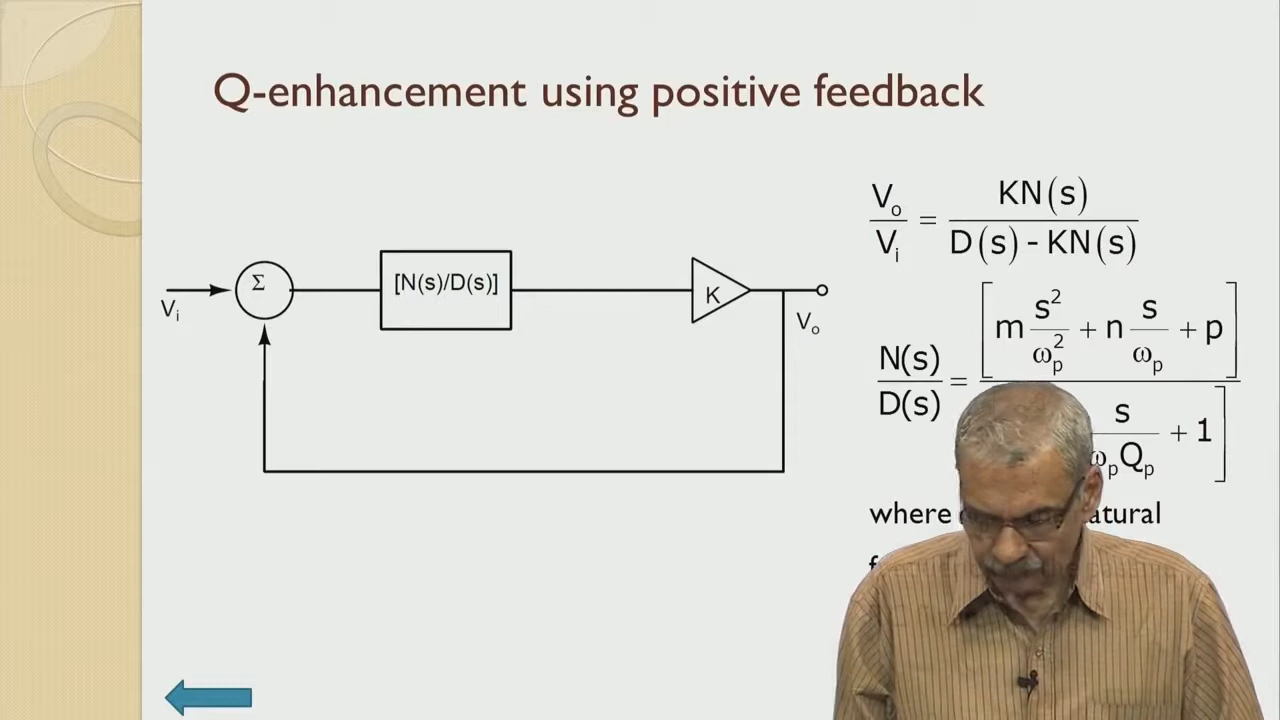 Q-enhancement using positive feedback
Vi
Σ
[N(s)/D(s)]
K
Vo
Vo/Vi = KN(s)/D(s) - KN(s)
N(s)/D(s) = [m s²/ωp² + n s/ωp + p]
s/ωpQp + 1]
where